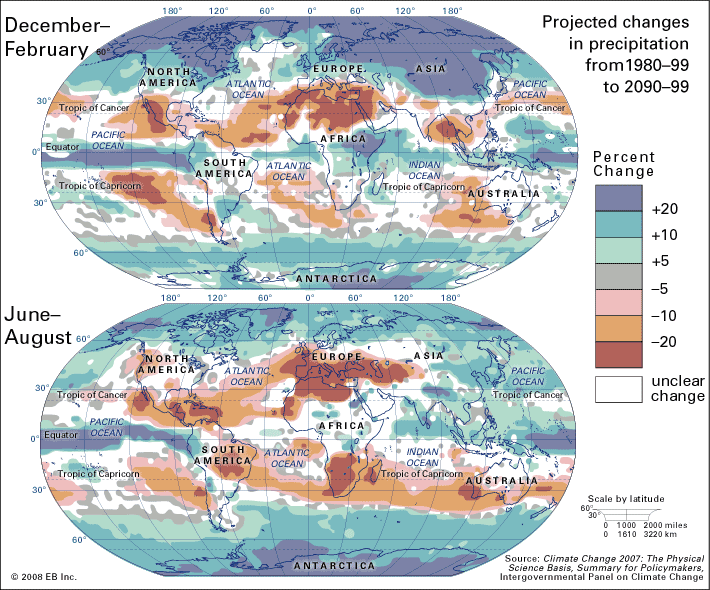 December–
February
180°
120°
60°
0°
60°
120°
180°
Projected changes
in precipitation
from1980–99
to 2090–99
60°
NORTH
AMERICA
EUROPE
ASIA
ATLANTIC
OCEAN
PACIFIC
OCEAN
30°
Tropic of Cancer
Tropic of Cancer
PACIFIC
OCEAN
AFRICA
Equator
0°
SOUTH
AMERICA
ATLANTIC
OCEAN
INDIAN
OCEAN
Tropic of Capricorn
Tropic of Capricorn
AUSTRALIA
30°
60°
ANTARCTICA
Percent
Change
+20
+10
+5
–5
–10
–20
unclear
change
June–
August
180°
120°
60°
0°
60°
120°
180°
60°
NORTH
AMERICA
EUROPE
ASIA
ATLANTIC
OCEAN
PACIFIC
OCEAN
30°
Tropic of Cancer
Tropic of Cancer
PACIFIC
OCEAN
AFRICA
Equator
0°
SOUTH
AMERICA
ATLANTIC
OCEAN
INDIAN
OCEAN
Tropic of Capricorn
Tropic of Capricorn
AUSTRALIA
30°
60°
ANTARCTICA
Scale by latitude
60°
30°
0 1000 2000 miles
0 1610 3220 km
Source: Climate Change 2007: The Physical
Science Basis, Summary for Policymakers,
Intergovernmental Panel on Climate Change
© 2008 EB Inc.